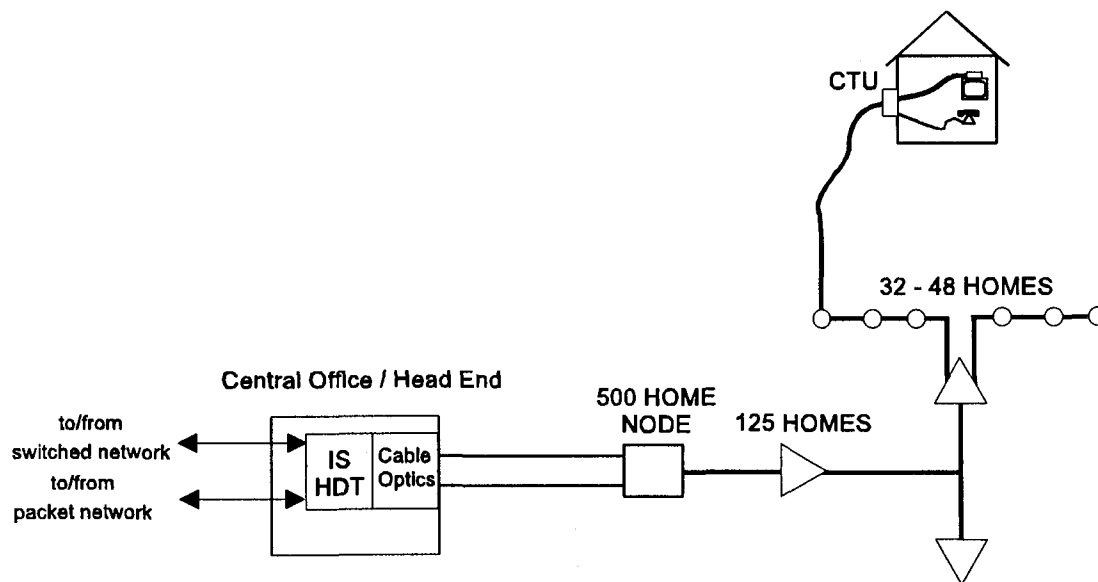 CTU
32 - 48 HOMES
Central Office / Head End
500 HOME
NODE
125 HOMES
to/from
switched network
to/from
packet network
IS
HDT
Cable
Optics